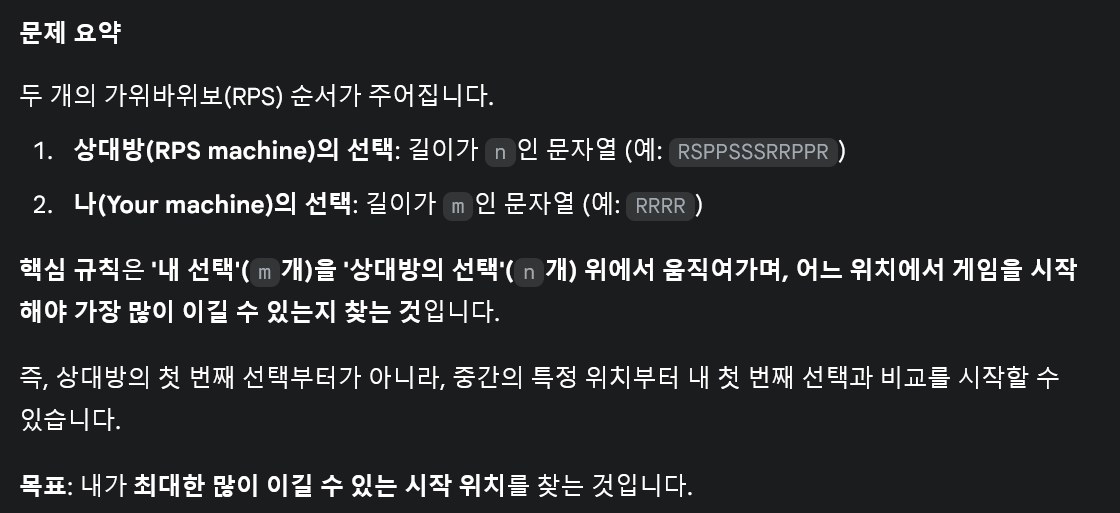 문제 요약
두 개의 가위바위보(RPS) 순서가 주어집니다.
1. 상대방(RPS machine)의 선택: 길이가 n인 문자열 (예: RSPPSSSRRPPR)
2. 나(Your machine)의 선택: 길이가 m인 문자열 (예: RRRR)
핵심 규칙은 '내 선택'(m개)을 '상대방의 선택'(n개) 위에서 움직여가며, 어느 위치에서 게임을 시작
해야 가장 많이 이길 수 있는지 찾는 것입니다.
즉, 상대방의 첫 번째 선택부터가 아니라, 중간의 특정 위치부터 내 첫 번째 선택과 비교를 시작할 수
있습니다.
목표: 내가 최대한 많이 이길 수 있는 시작 위치를 찾는 것입니다.